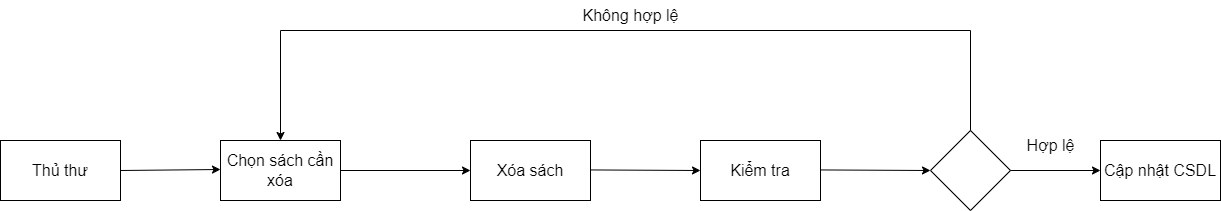 Không hợp lệ
Thủ thư
Chọn sách cần
xóa
Xóa sách
Kiểm tra
Hợp lệ
Cập nhật CSDL